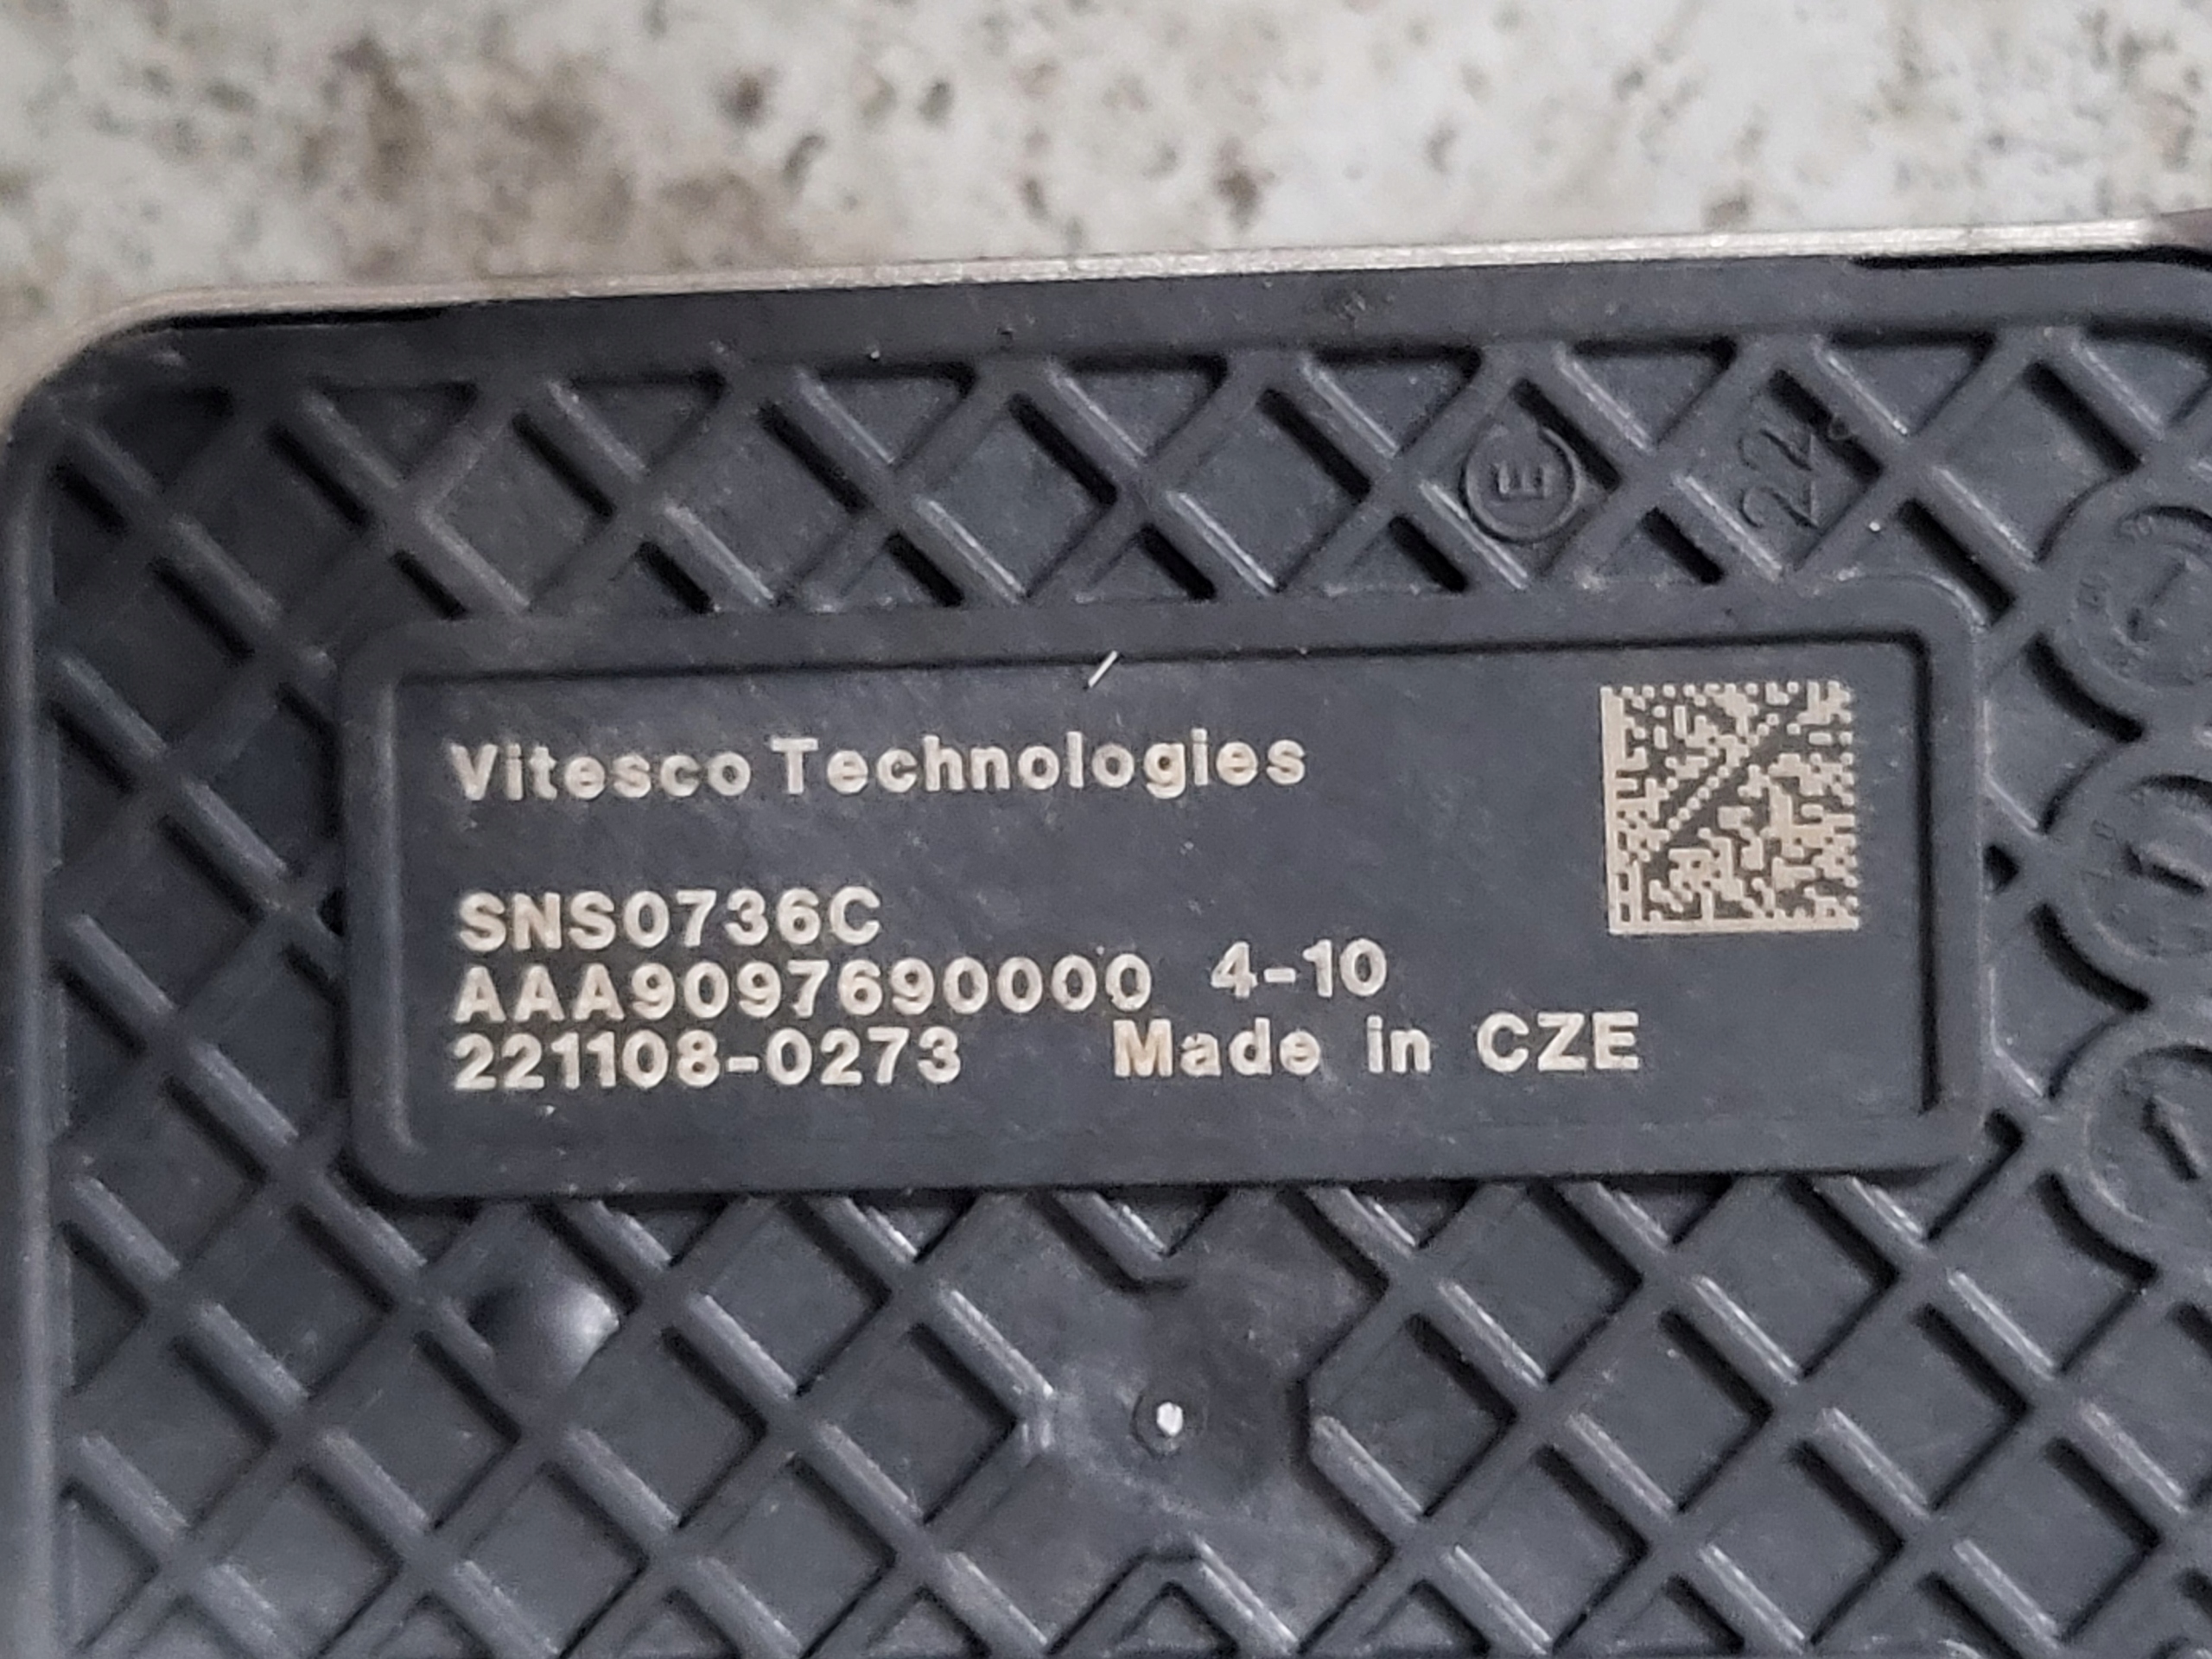 E
Vitesco Technologies
SNS0736C
AAA9097690000 4-10
221108-0273 Made in CZE